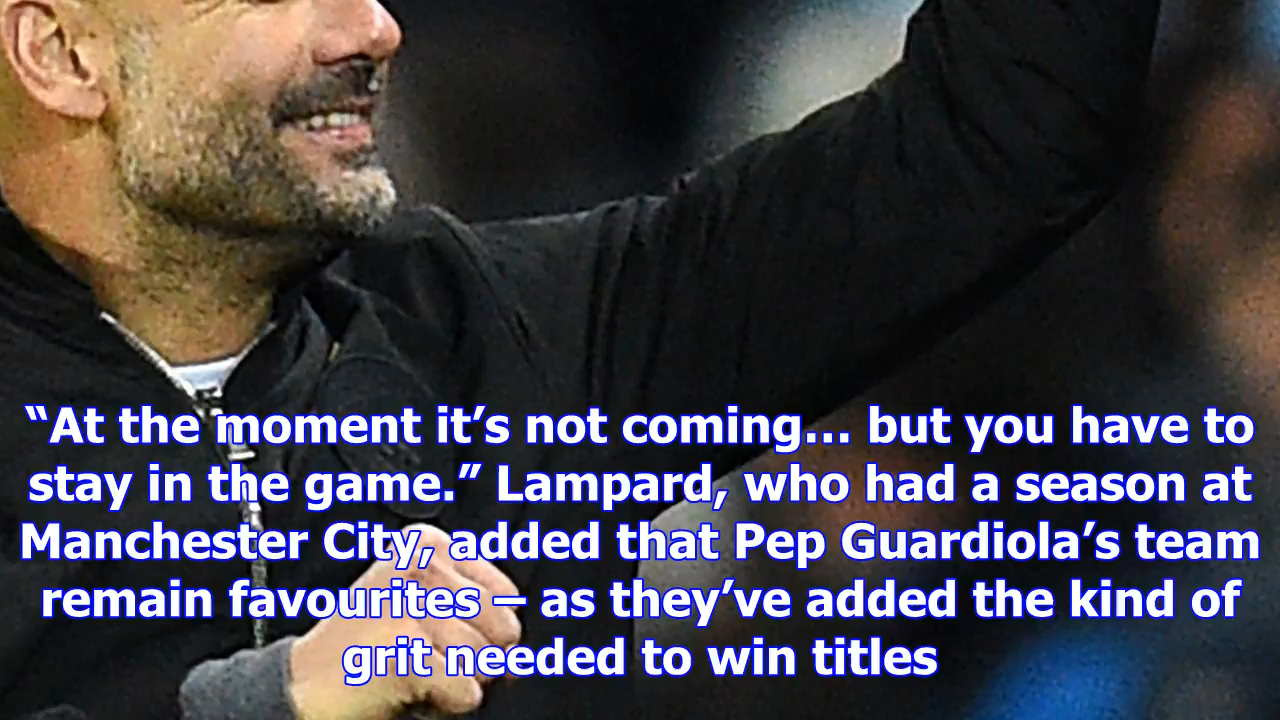 “At the moment it’s not coming… but you have to
stay in the game.” Lampard, who had a season at
Manchester City, added that Pep Guardiola’s team
remain favourites – as they’ve added the kind of
grit needed to win titles